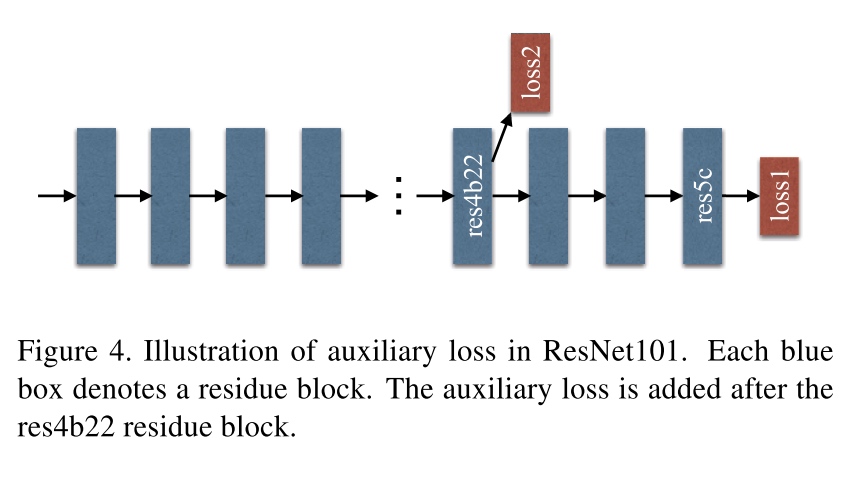 loss2
res4b22
res5c
loss1
Figure 4. Illustration of auxiliary loss in ResNet101. Each blue
box denotes a residue block. The auxiliary loss is added after the
res4b22 residue block.